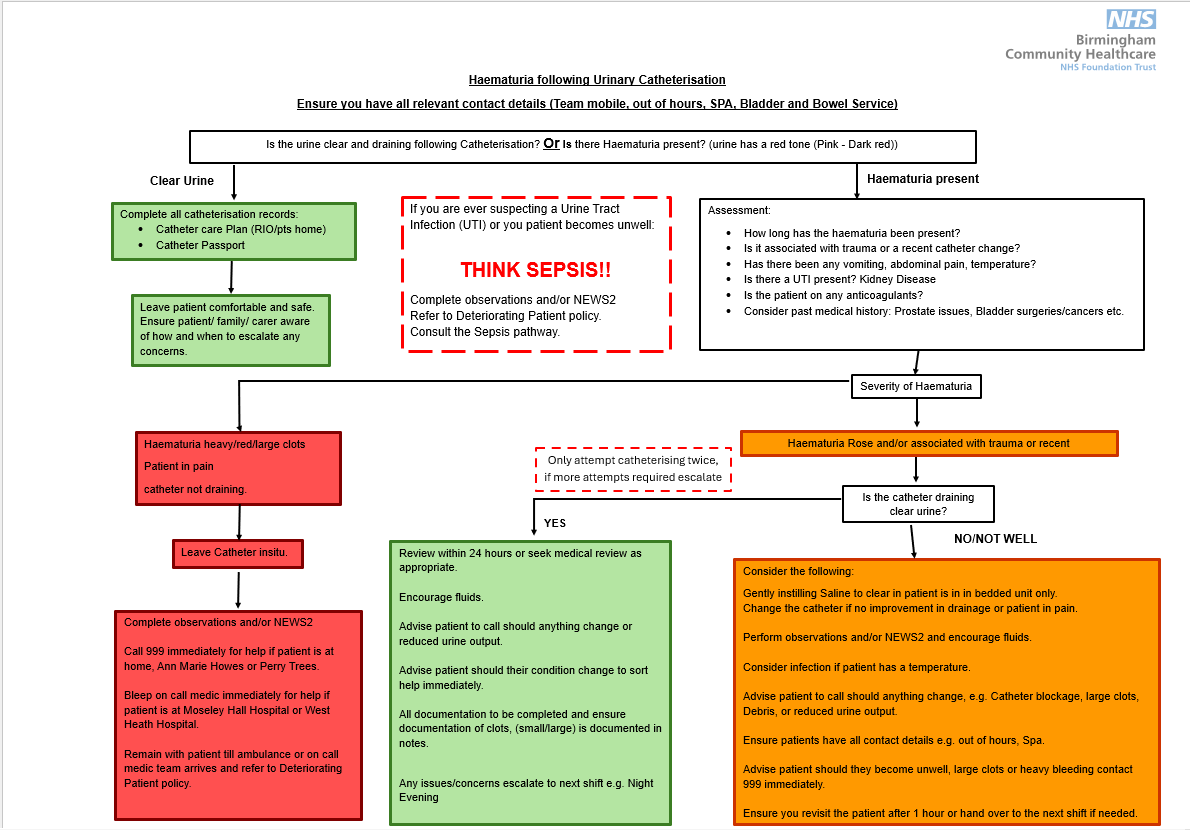 NHS
Birmingham
Community Healthcare
NHS Foundation Trust
Haematuria following Urinary Catheterisation
Ensure you have all relevant contact details (Team mobile, out of hours, SPA, Bladder and Bowel Service)
Is the urine clear and draining following Catheterisation? Or Is there Haematuria present? (urine has a red tone (Pink - Dark red))
Clear Urine
Haematuria present
Complete all catheterisation records:
• Catheter care Plan (RIO/pts home)
• Catheter Passport
Leave patient comfortable and safe.
Ensure patient/ family/ carer aware
of how and when to escalate any
concerns.
If you are ever suspecting a Urine Tract
Infection (UTI) or you patient becomes unwell:
THINK SEPSIS!!
Complete observations and/or NEWS2
Refer to Deteriorating Patient policy.
Consult the Sepsis pathway.
Assessment:
• How long has the haematuria been present?
• Is it associated with trauma or a recent catheter change?
• Has there been any vomiting, abdominal pain, temperature?
• Is there a UTI present? Kidney Disease
• Is the patient on any anticoagulants?
• Consider past medical history: Prostate issues, Bladder surgeries/cancers etc.
Severity of Haematuria
Haematuria heavy/red/large clots
Patient in pain
catheter not draining.
Leave Catheter insitu.
Complete observations and/or NEWS2
Call 999 immediately for help if patient is at
home, Ann Marie Howes or Perry Trees.
Bleep on call medic immediately for help if
patient is at Moseley Hall Hospital or West
Heath Hospital.
Remain with patient till ambulance or on call
medic team arrives and refer to Deteriorating
Patient policy.
Haematuria Rose and/or associated with trauma or recent
Only attempt catheterising twice,
if more attempts required escalate
Is the catheter draining
clear urine?
YES
NO/NOT WELL
Review within 24 hours or seek medical review as
appropriate.
Encourage fluids.
Advise patient to call should anything change or
reduced urine output.
Advise patient should their condition change to sort
help immediately.
All documentation to be completed and ensure
documentation of clots, (small/large) is documented in
notes.
Any issues/concerns escalate to next shift e.g. Night
Evening
Consider the following:
Gently instilling Saline to clear in patient is in in bedded unit only.
Change the catheter if no improvement in drainage or patient in pain.
Perform observations and/or NEWS2 and encourage fluids.
Consider infection if patient has a temperature.
Advise patient to call should anything change, e.g. Catheter blockage, large clots,
Debris, or reduced urine output.
Ensure patients have all contact details e.g. out of hours, Spa.
Advise patient should they become unwell, large clots or heavy bleeding contact
999 immediately.
Ensure you revisit the patient after 1 hour or hand over to the next shift if needed.